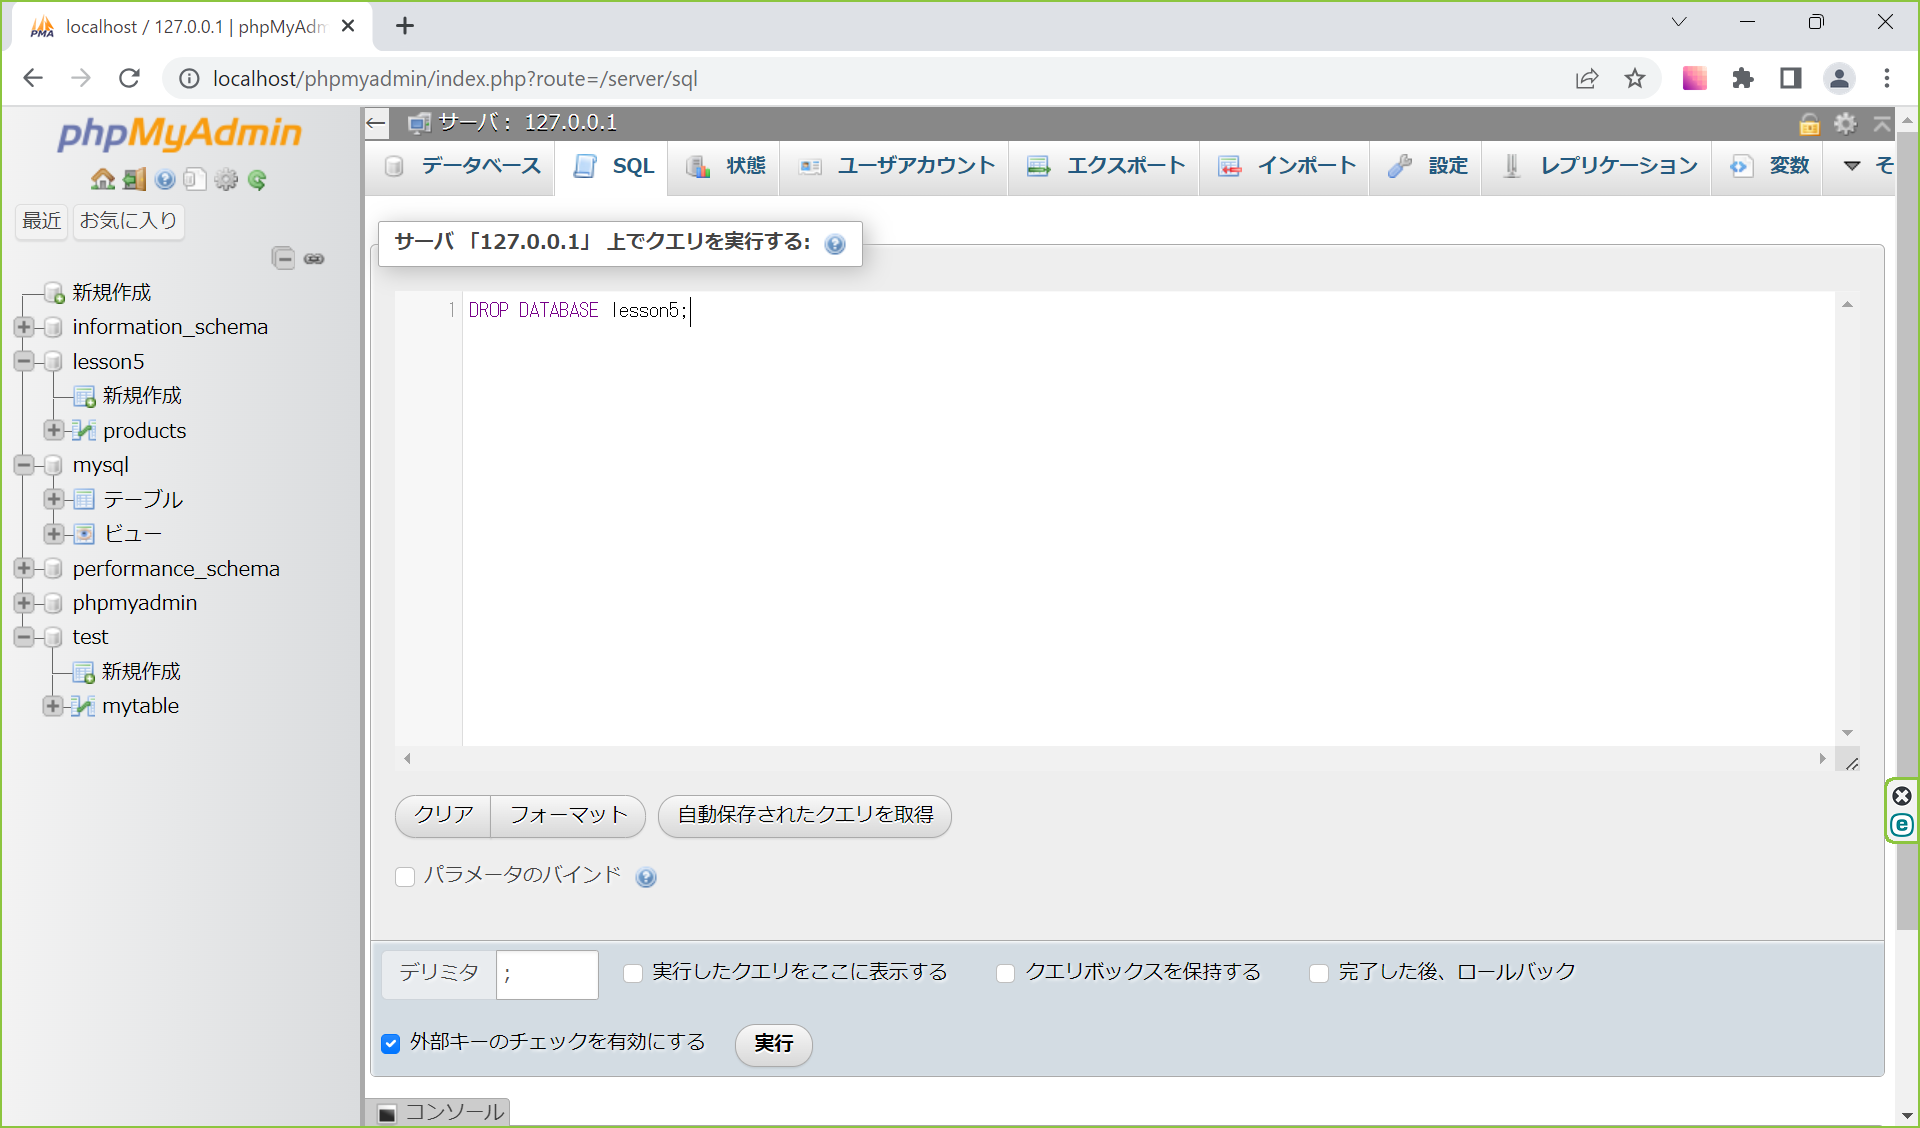 localhost / 127.0.0.1 | phpMyAdm
localhost/phpmyadmin/index.php?route=/server/sql
phpMyAdmin
最近 お気に入り
新規作成
information_schema
lesson5
新規作成
products
mysql
テーブル
ビュー
performance_schema
phpmyadmin
test
新規作成
mytable
サーバ： 127.0.0.1
データベース SQL 状態 ユーザアカウント エクスポート インポート 設定 レプリケーション 変数 そ
サーバ 「127.0.0.1」 上でクエリを実行する:
1 DROP DATABASE lesson5;
クリア フォーマット 自動保存されたクエリを取得
パラメータのバインド
デリミタ ; 実行したクエリをここに表示する クエリボックスを保持する 完了した後、ロールバック
外部キーのチェックを有効にする 実行
コンソール